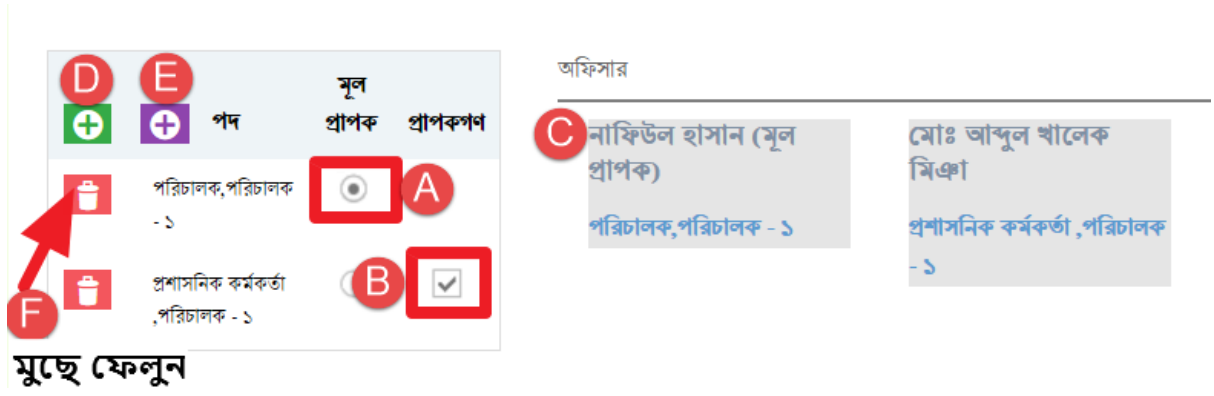 D E
পদ
মূল
প্রাপক
প্রাপকগণ
পরিচালক,পরিচালক
- ১
A
প্রশাসনিক কর্মকর্তা
,পরিচালক - ১
B
F
মুছে ফেলুন
অফিসার
C
নাফিউল হাসান (মূল
প্রাপক)
পরিচালক,পরিচালক - ১
মোঃ আব্দুল খালেক
মিঞা
প্রশাসনিক কর্মকর্তা ,পরিচালক
- ১